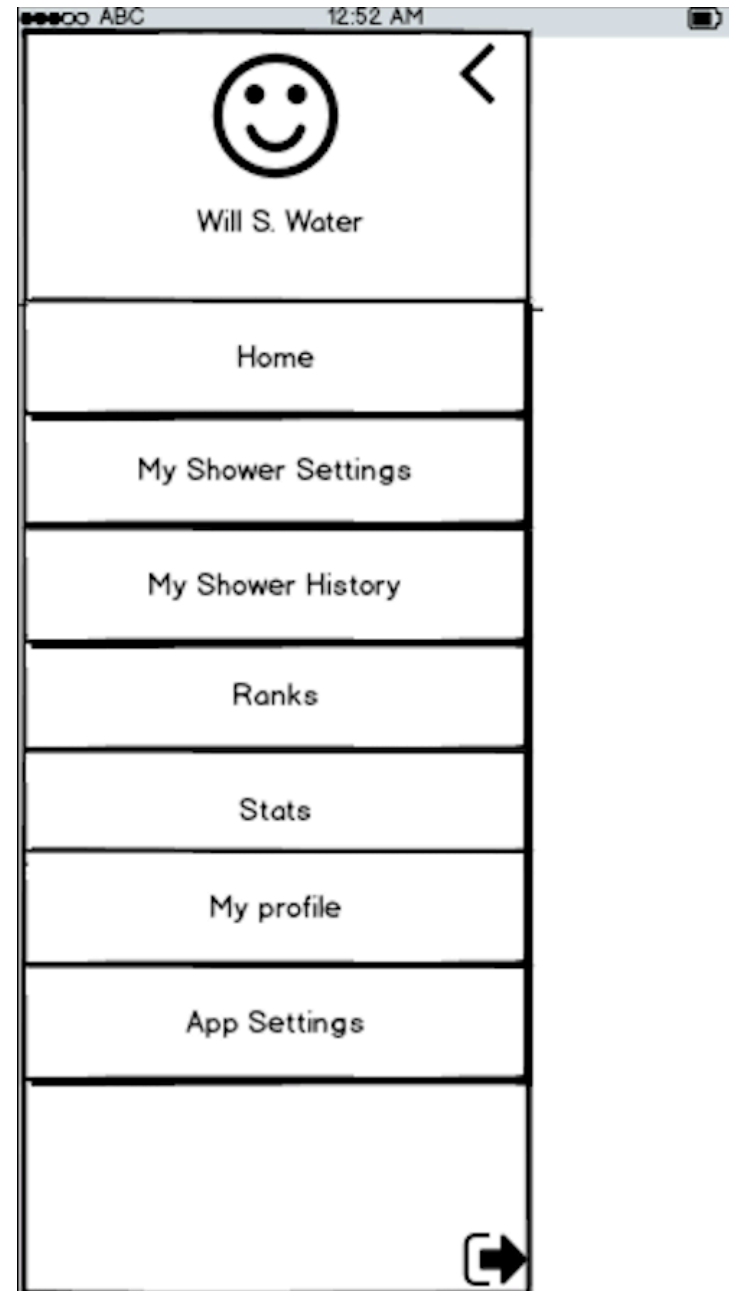 ABC 12:52 AM
Will S. Water
Home
My Shower Settings
My Shower History
Ranks
Stats
My profile
App Settings